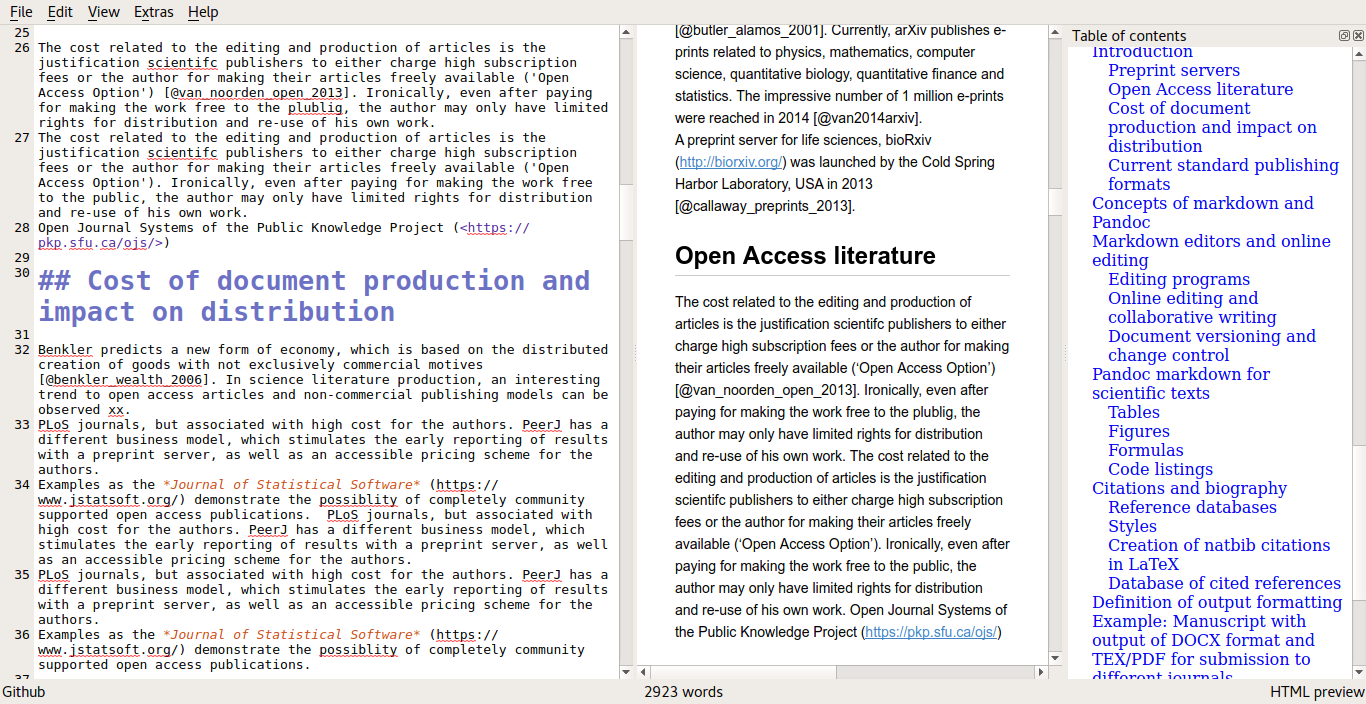 File Edit View Extras Help
25
26 The cost related to the editing and production of articles is the
justification scientifc publishers to either charge high subscription
fees or the author for making their articles freely available ('Open
Access Option') [@van_noorden_open_2013]. Ironically, even after paying
for making the work free to the plublig, the author may only have limited
rights for distribution and re-use of his own work.
27 The cost related to the editing and production of articles is the
justification scientifc publishers to either charge high subscription
fees or the author for making their articles freely available ('Open
Access Option'). Ironically, even after paying for making the work free
to the public, the author may only have limited rights for distribution
and re-use of his own work.
28 Open Journal Systems of the Public Knowledge Project (<https://
pkp.sfu.ca/ojs/>)
29
30 ## Cost of document production and
impact on distribution
31
32 Benkler predicts a new form of economy, which is based on the distributed
creation of goods with not exclusively commercial motives
[@benkler_wealth_2006]. In science literature production, an interesting
trend to open access articles and non-commercial publishing models can be
observed xx.
33 PLoS journals, but associated with high cost for the authors. PeerJ has a
different business model, which stimulates the early reporting of results
with a preprint server, as well as an accessible pricing scheme for the
authors.
34 Examples as the *Journal of Statistical Software* (https://
www.jstatsoft.org/) demonstrate the possiblity of completely community
supported open access publications.  PLoS journals, but associated with
high cost for the authors. PeerJ has a different business model, which
stimulates the early reporting of results with a preprint server, as well
as an accessible pricing scheme for the authors.
35 PLoS journals, but associated with high cost for the authors. PeerJ has a
different business model, which stimulates the early reporting of results
with a preprint server, as well as an accessible pricing scheme for the
authors.
36 Examples as the *Journal of Statistical Software* (https://
www.jstatsoft.org/) demonstrate the possiblity of completely community
supported open access publications.
37
[@butler_alamos_2001]. Currently, arXiv publishes e-
prints related to physics, mathematics, computer
science, quantitative biology, quantitative finance and
statistics. The impressive number of 1 million e-prints
were reached in 2014 [@van2014arxiv].
A preprint server for life sciences, bioRxiv
(http://biorxiv.org/) was launched by the Cold Spring
Harbor Laboratory, USA in 2013
[@callaway_preprints_2013].
Open Access literature
The cost related to the editing and production of
articles is the justification scientifc publishers to either
charge high subscription fees or the author for making
their articles freely available (‘Open Access Option’)
[@van_noorden_open_2013]. Ironically, even after
paying for making the work free to the plublig, the
author may only have limited rights for distribution
and re-use of his own work. The cost related to the
editing and production of articles is the justification
scientifc publishers to either charge high subscription
fees or the author for making their articles freely
available (‘Open Access Option’). Ironically, even after
paying for making the work free to the public, the
author may only have limited rights for distribution
and re-use of his own work. Open Journal Systems of
the Public Knowledge Project (https://pkp.sfu.ca/ojs/)
Table of contents
Introduction
Preprint servers
Open Access literature
Cost of document
production and impact on
distribution
Current standard publishing
formats
Concepts of markdown and
Pandoc
Markdown editors and online
editing
Editing programs
Online editing and
collaborative writing
Document versioning and
change control
Pandoc markdown for
scientific texts
Tables
Figures
Formulas
Code listings
Citations and biography
Reference databases
Styles
Creation of natbib citations
in LaTeX
Database of cited references
Definition of output formatting
Example: Manuscript with
output of DOCX format and
TEX/PDF for submission to
different journals
Github
2923 words
HTML preview